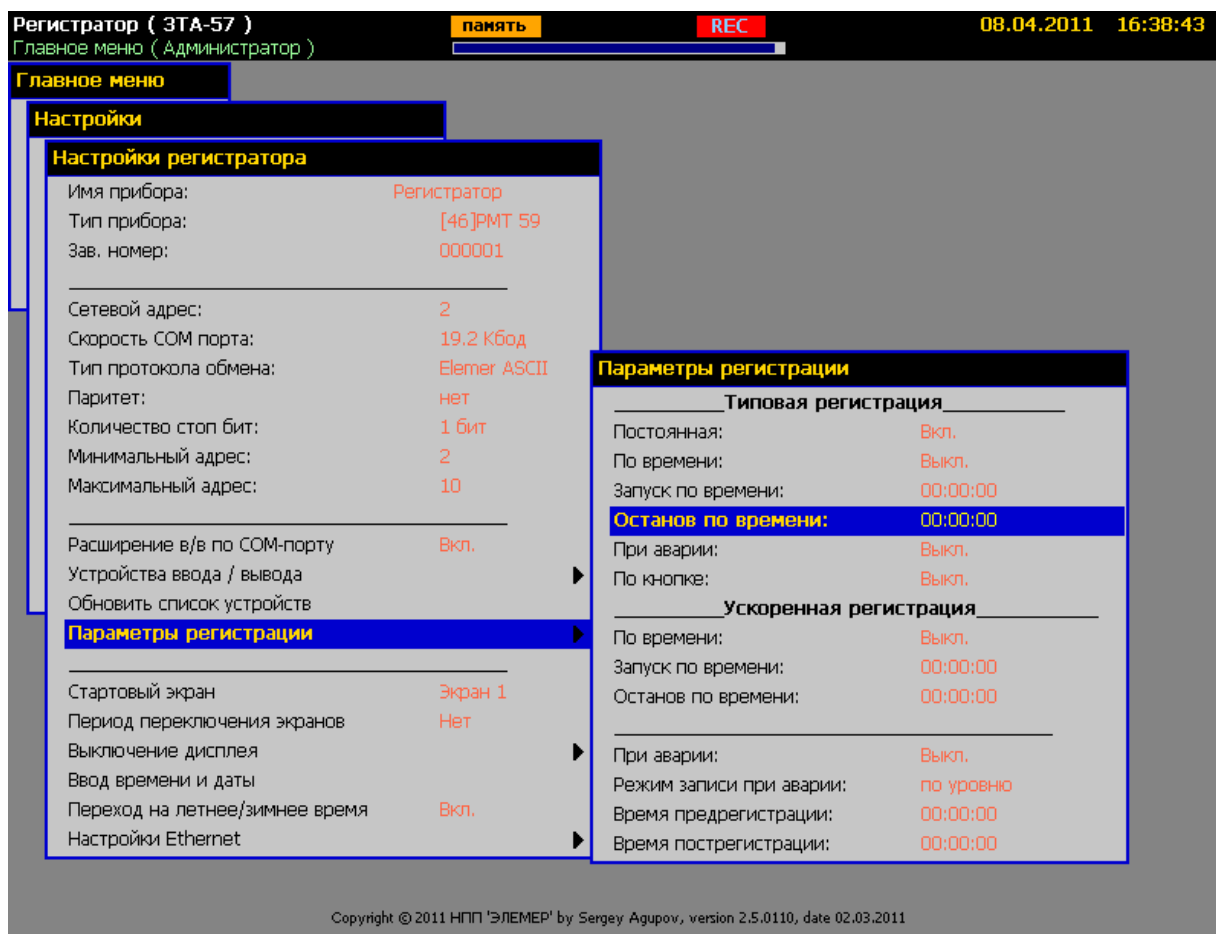 Регистратор ( ЗТА-57 ) память REC 08.04.2011 16:38:43
Главное меню ( Администратор )
Главное меню
Настройки
Настройки регистратора
Имя прибора: Регистратор
Тип прибора: [46]РМТ 59
Зав. номер: 000001
Сетевой адрес: 2
Скорость COM порта: 19.2 Кбод
Тип протокола обмена: Elemer ASCII
Паритет: нет
Количество стоп бит: 1 бит
Минимальный адрес: 2
Максимальный адрес: 10
Расширение в/в по COM-порту Вкл.
Устройства ввода / вывода
Обновить список устройств
Параметры регистрации
Стартовый экран Экран 1
Период переключения экранов Нет
Выключение дисплея
Ввод времени и даты
Переход на летнее/зимнее время Вкл.
Настройки Ethernet
Параметры регистрации
Типовая регистрация
Постоянная: Вкл.
По времени: Выкл.
Запуск по времени: 00:00:00
Останов по времени: 00:00:00
При аварии: Выкл.
По кнопке: Выкл.
Ускоренная регистрация
По времени: Выкл.
Запуск по времени: 00:00:00
Останов по времени: 00:00:00
При аварии: Выкл.
Режим записи при аварии: по уровню
Время предрегистрации: 00:00:00
Время пострегистрации: 00:00:00
Copyright © 2011 НПП 'ЭЛЕМЕР' by Sergey Agupov, version 2.5.0110, date 02.03.2011